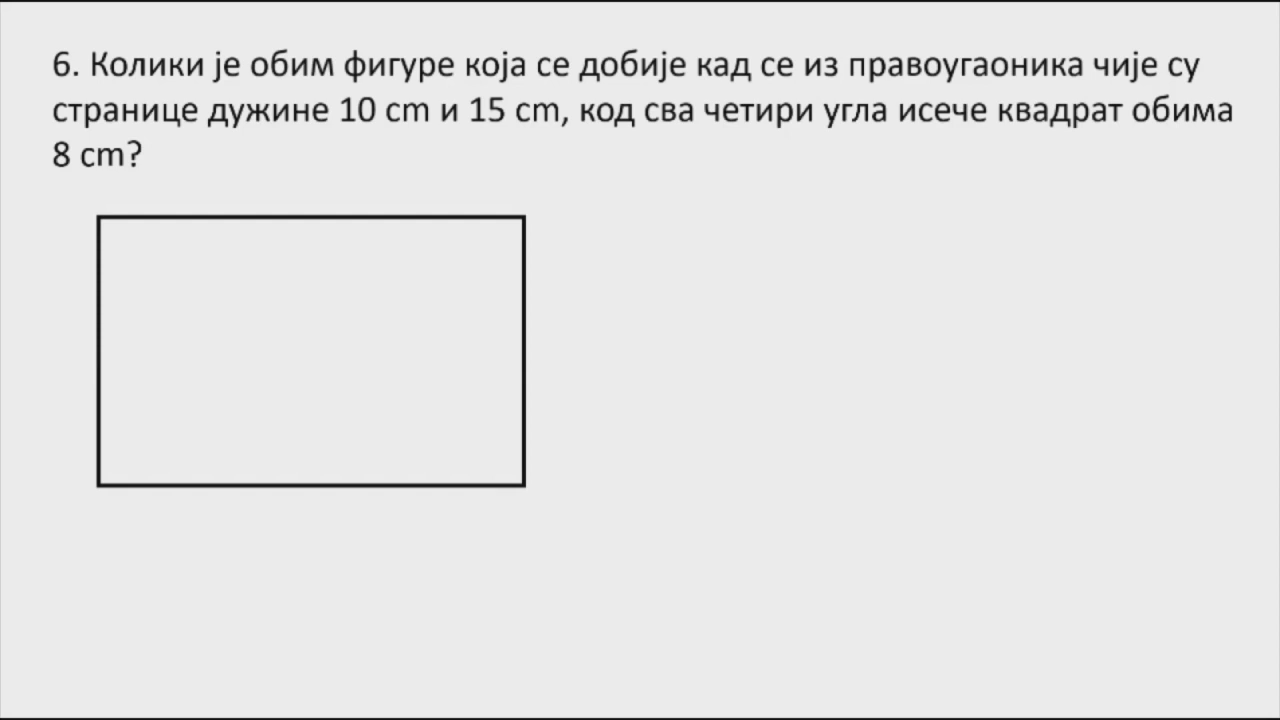 6. Колики је обим фигуре која се добије кад се из правоугаоника чије су
странице дужине 10 cm и 15 cm, код сва четири угла исече квадрат обима
8 cm?